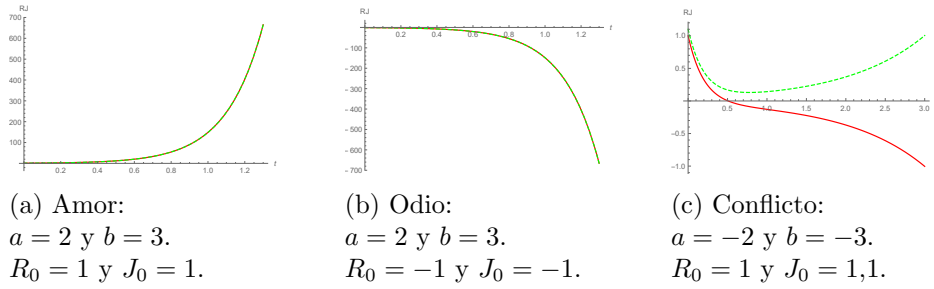 RJ
700
600
500
400
300
200
100
0.2 0.4 0.6 0.8 1.0 1.2 t
RJ
0.2 0.4 0.6 0.8 1.0 1.2 t
-100
-200
-300
-400
-500
-600
-700
RJ
1.0
0.5
0.5 1.0 1.5 2.0 2.5 3.0
-0.5
-1.0
(a) Amor:
a = 2 y b = 3.
R₀ = 1 y J₀ = 1.
(b) Odio:
a = 2 y b = 3.
R₀ = −1 y J₀ = −1.
(c) Conflicto:
a = −2 y b = −3.
R₀ = 1 y J₀ = 1,1.